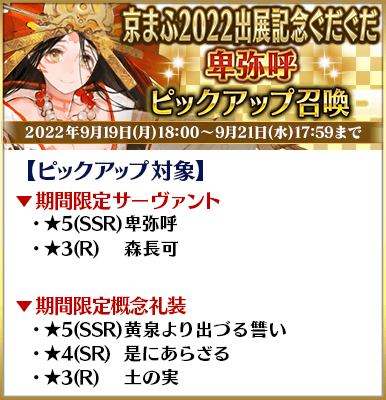 京まふ2022出展記念ぐだぐだ
卑弥呼
ピックアップ召喚
2022年9月19日(月)18:00～9月21日(水)17:59まで
【ピックアップ対象】
▼期間限定サーヴァント
・★5(SSR)卑弥呼
・★3(R) 森長可
▼期間限定概念礼装
・★5(SSR)黄泉より出づる讐い
・★4(SR) 是にあらざる
・★3(R) 土の実